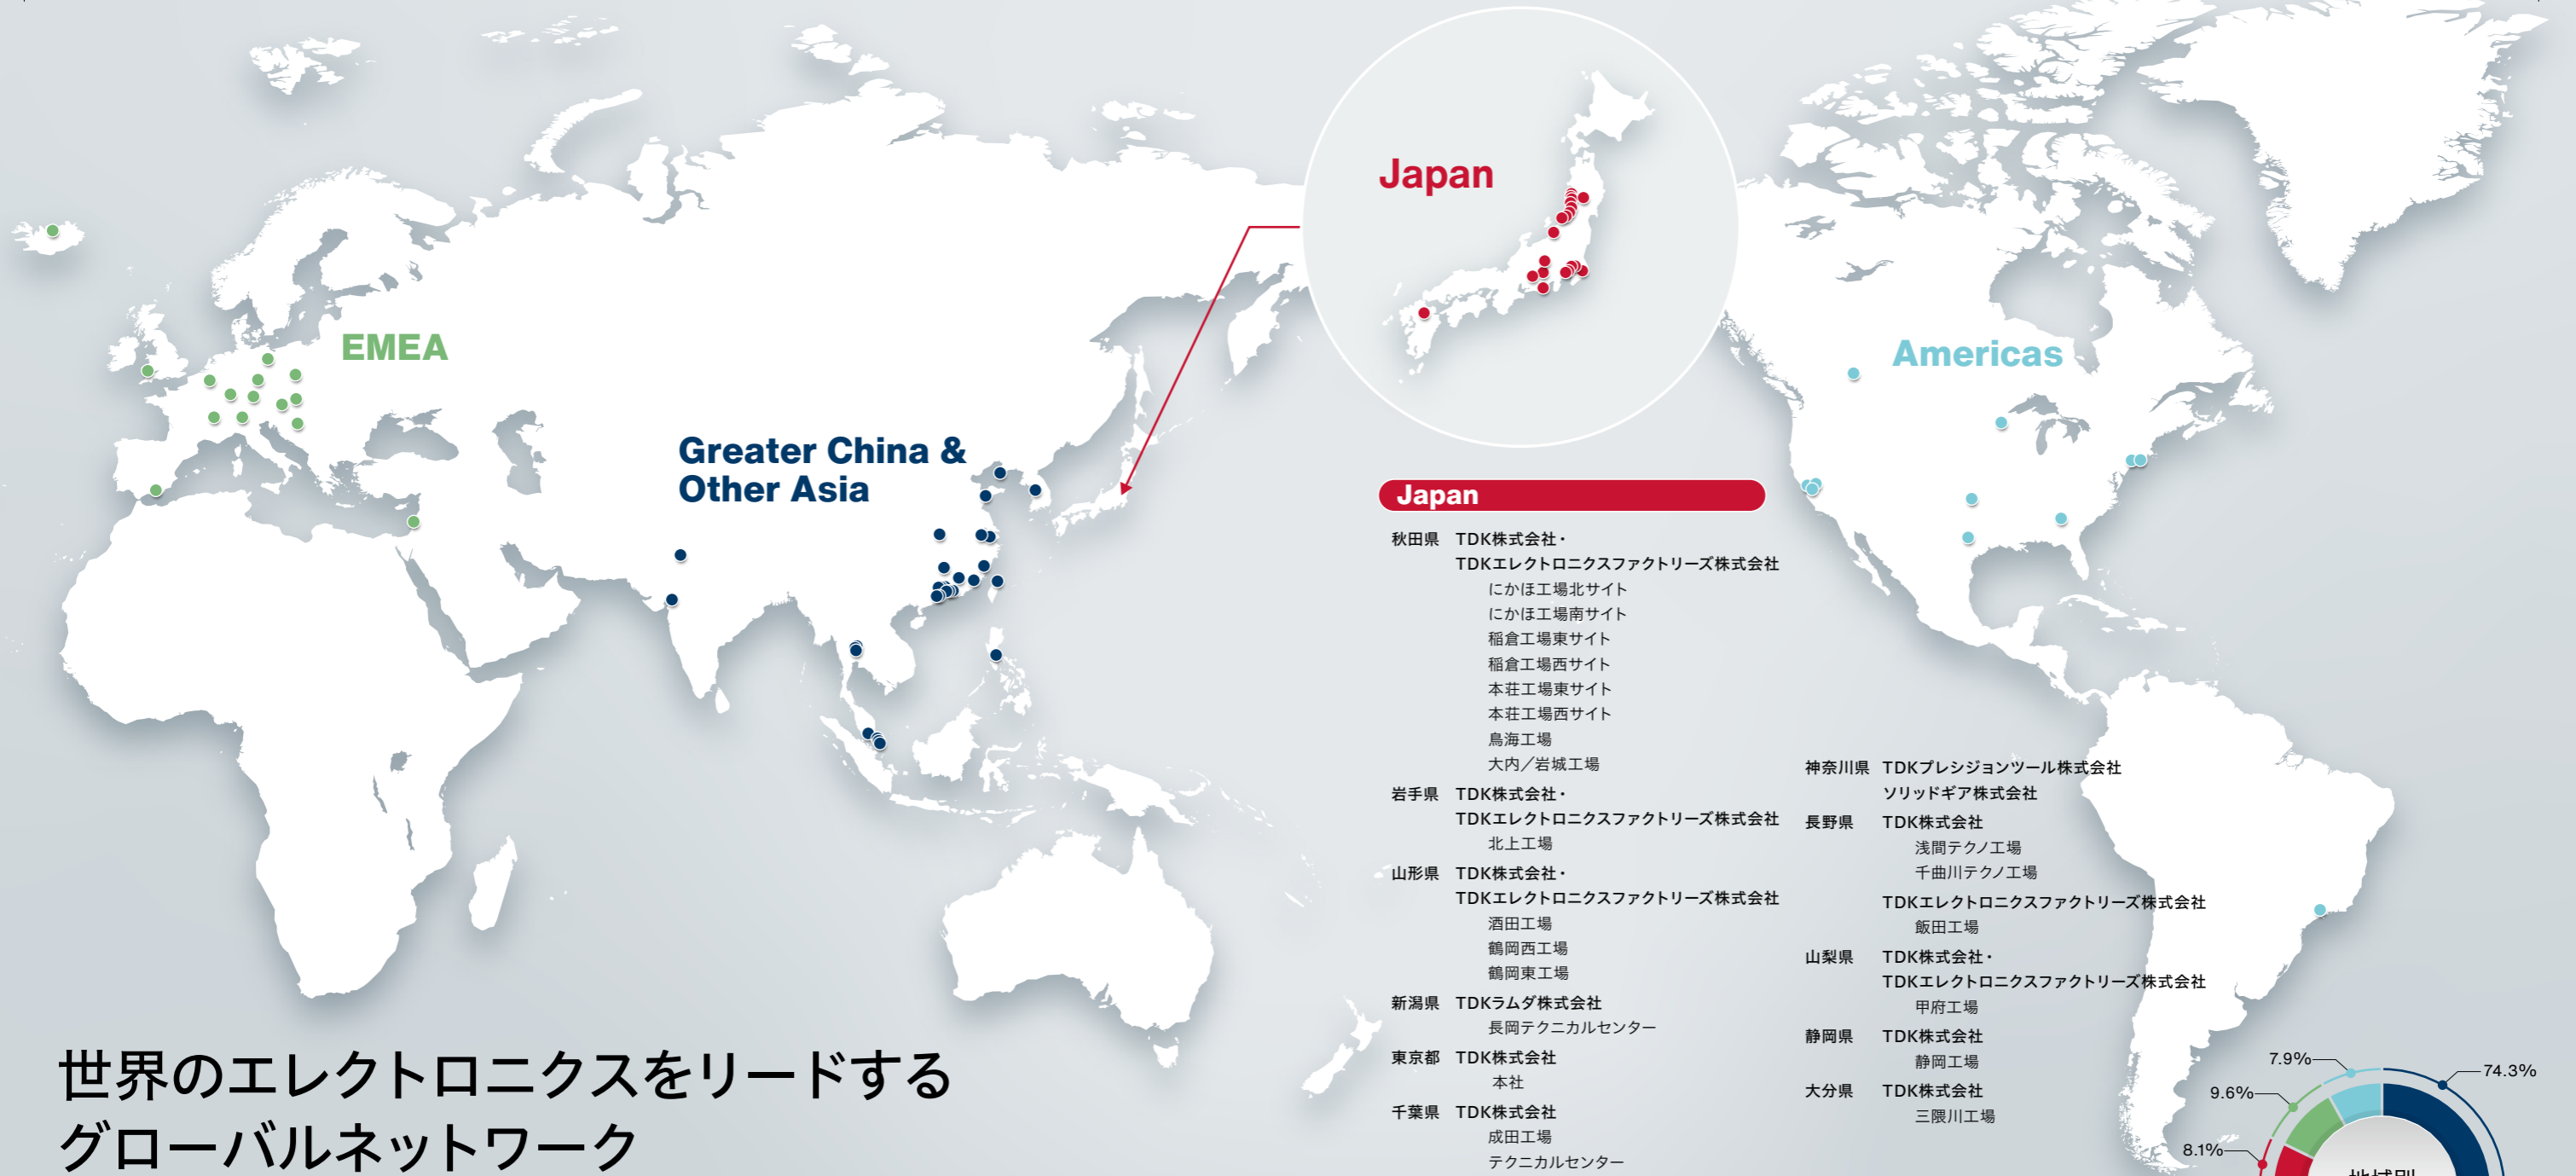 Japan
EMEA
Americas
Greater China &
Other Asia
Japan
秋田県 TDK株式会社・
TDKエレクトロニクスファクトリーズ株式会社
にかほ工場北サイト
にかほ工場南サイト
稲倉工場東サイト
稲倉工場西サイト
本荘工場東サイト
本荘工場西サイト
鳥海工場
大内／岩城工場
岩手県 TDK株式会社・
TDKエレクトロニクスファクトリーズ株式会社
北上工場
山形県 TDK株式会社・
TDKエレクトロニクスファクトリーズ株式会社
酒田工場
鶴岡西工場
鶴岡東工場
新潟県 TDKラムダ株式会社
長岡テクニカルセンター
東京都 TDK株式会社
本社
千葉県 TDK株式会社
成田工場
テクニカルセンター
神奈川県 TDKプレシジョンツール株式会社
ソリッドギア株式会社
長野県 TDK株式会社
浅間テクノ工場
千曲川テクノ工場
TDKエレクトロニクスファクトリーズ株式会社
飯田工場
山梨県 TDK株式会社・
TDKエレクトロニクスファクトリーズ株式会社
甲府工場
静岡県 TDK株式会社
静岡工場
大分県 TDK株式会社
三隈川工場
世界のエレクトロニクスをリードする
グローバルネットワーク
7.9%
74.3%
9.6%
8.1%
地域別